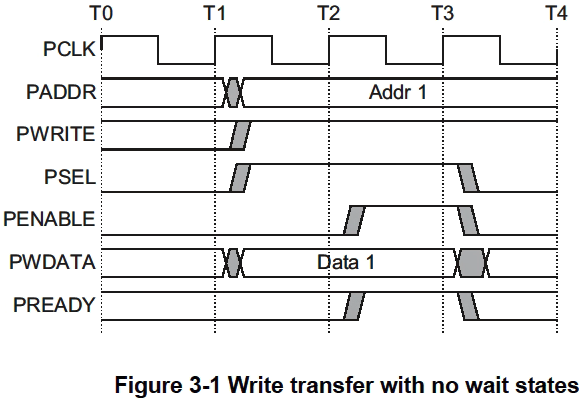 T0 T1 T2 T3 T4
PCLK
PADDR Addr 1
PWRITE
PSEL
PENABLE
PWDATA Data 1
PREADY
Figure 3-1 Write transfer with no wait states